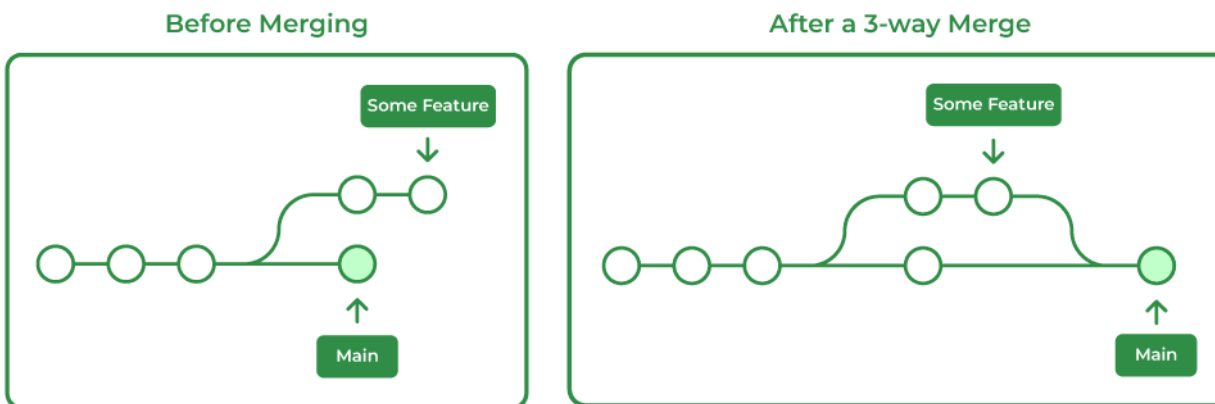 Before Merging
Some Feature
Main
After a 3-way Merge
Some Feature
Main